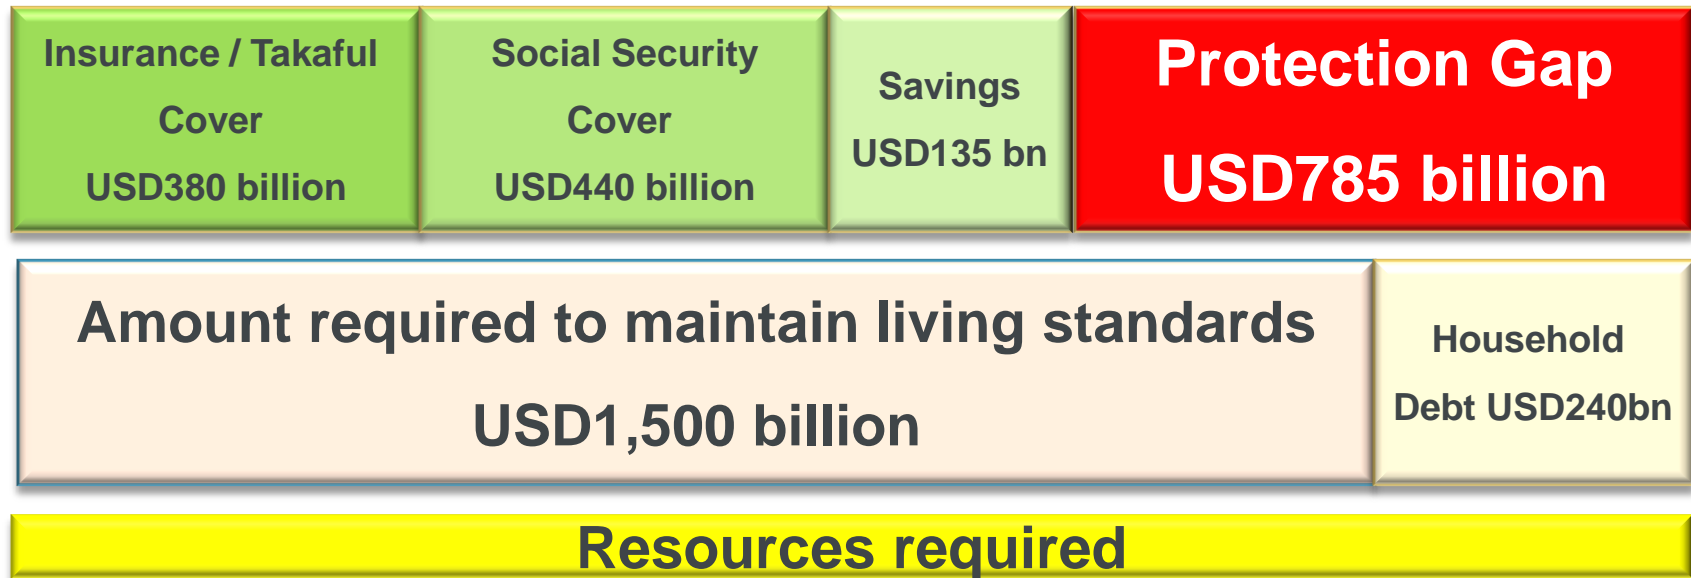 Insurance / Takaful
Cover
USD380 billion
Social Security
Cover
USD440 billion
Savings
USD135 bn
Protection Gap
USD785 billion
Amount required to maintain living standards
USD1,500 billion
Household
Debt USD240bn
Resources required